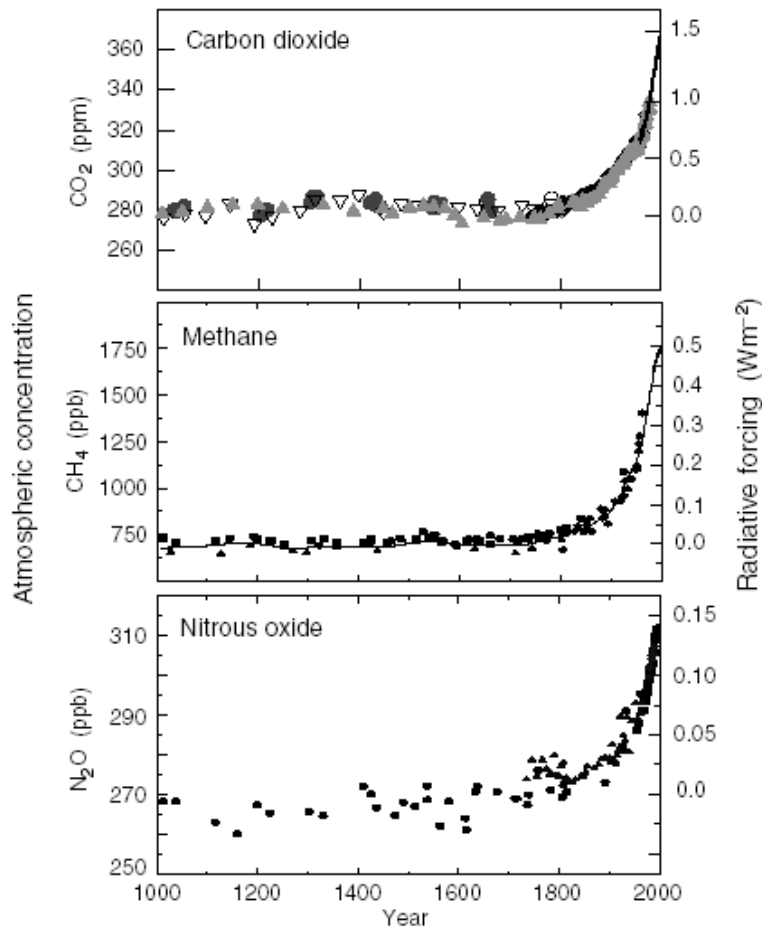 Carbon dioxide
360
340
320
300
280
260
CO₂ (ppm)
1.5
1.0
0.5
0.0
Methane
1750
1500
1250
1000
750
CH₄ (ppb)
0.5
0.4
0.3
0.2
0.1
0.0
Nitrous oxide
310
290
270
250
N₂O (ppb)
0.15
0.10
0.05
0.0
Atmospheric concentration
Radiative forcing (Wm⁻²)
1000 1200 1400 1600 1800 2000
Year